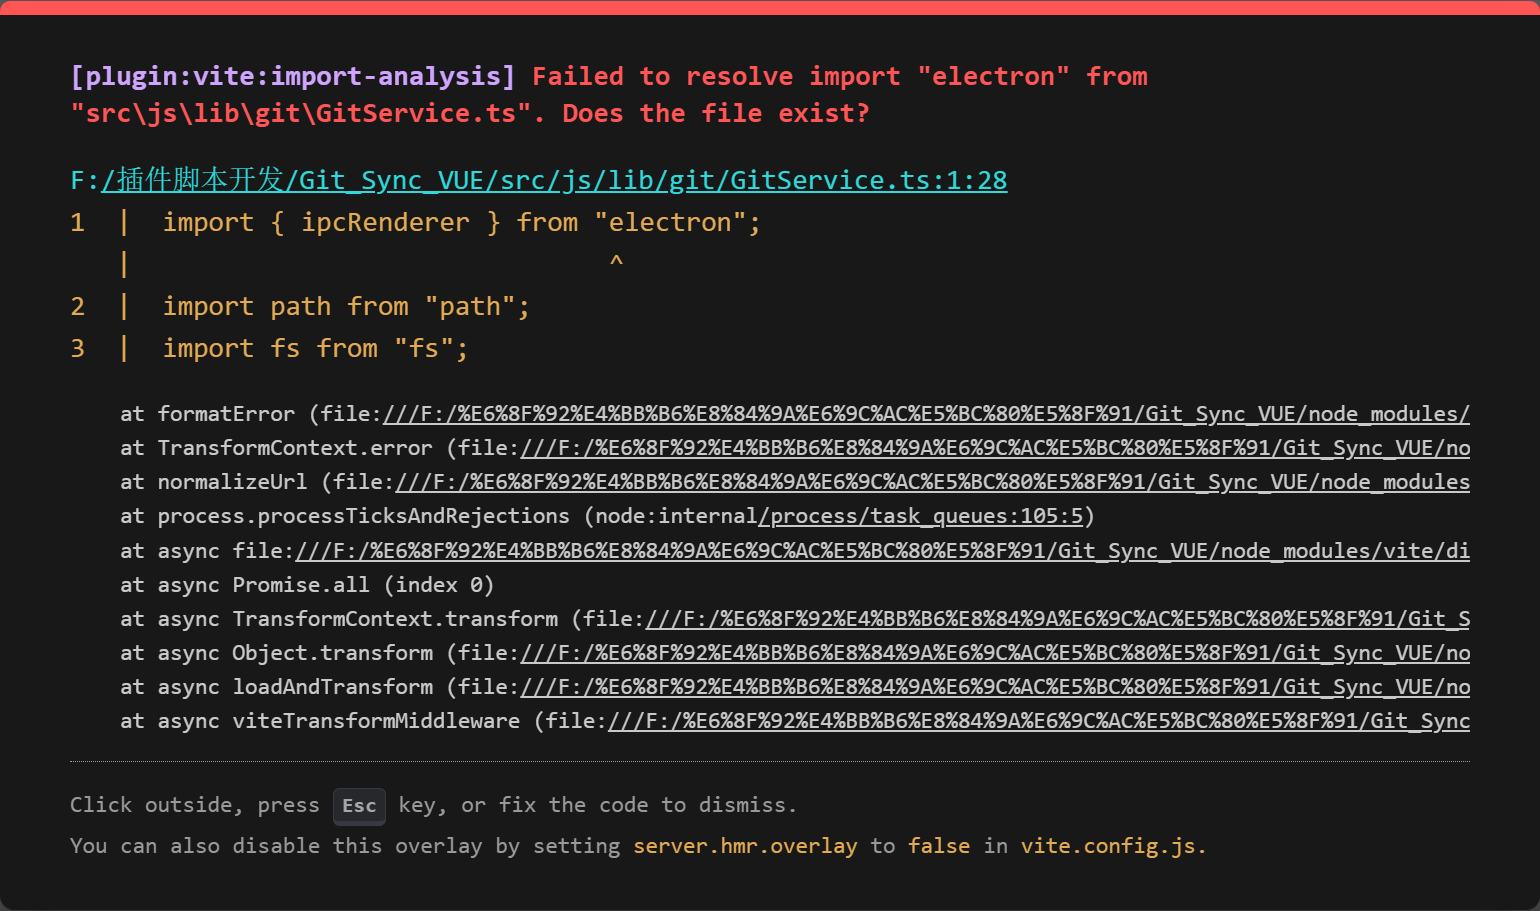 [plugin:vite:import-analysis] Failed to resolve import "electron" from
"src\js\lib\git\GitService.ts". Does the file exist?
F:/插件脚本开发/Git_Sync_VUE/src/js/lib/git/GitService.ts:1:28
1  |  import { ipcRenderer } from "electron";
   |                               ^
2  |  import path from "path";
3  |  import fs from "fs";
    at formatError (file:///F:/%E6%8F%92%E4%BB%B6%E8%84%9A%E6%9C%AC%E5%BC%80%E5%8F%91/Git_Sync_VUE/node_modules/
    at TransformContext.error (file:///F:/%E6%8F%92%E4%BB%B6%E8%84%9A%E6%9C%AC%E5%BC%80%E5%8F%91/Git_Sync_VUE/no
    at normalizeUrl (file:///F:/%E6%8F%92%E4%BB%B6%E8%84%9A%E6%9C%AC%E5%BC%80%E5%8F%91/Git_Sync_VUE/node_modules
    at process.processTicksAndRejections (node:internal/process/task_queues:105:5)
    at async file:///F:/%E6%8F%92%E4%BB%B6%E8%84%9A%E6%9C%AC%E5%BC%80%E5%8F%91/Git_Sync_VUE/node_modules/vite/di
    at async Promise.all (index 0)
    at async TransformContext.transform (file:///F:/%E6%8F%92%E4%BB%B6%E8%84%9A%E6%9C%AC%E5%BC%80%E5%8F%91/Git_S
    at async Object.transform (file:///F:/%E6%8F%92%E4%BB%B6%E8%84%9A%E6%9C%AC%E5%BC%80%E5%8F%91/Git_Sync_VUE/no
    at async loadAndTransform (file:///F:/%E6%8F%92%E4%BB%B6%E8%84%9A%E6%9C%AC%E5%BC%80%E5%8F%91/Git_Sync_VUE/no
    at async viteTransformMiddleware (file:///F:/%E6%8F%92%E4%BB%B6%E8%84%9A%E6%9C%AC%E5%BC%80%E5%8F%91/Git_Sync
Click outside, press Esc key, or fix the code to dismiss.
You can also disable this overlay by setting server.hmr.overlay to false in vite.config.js.